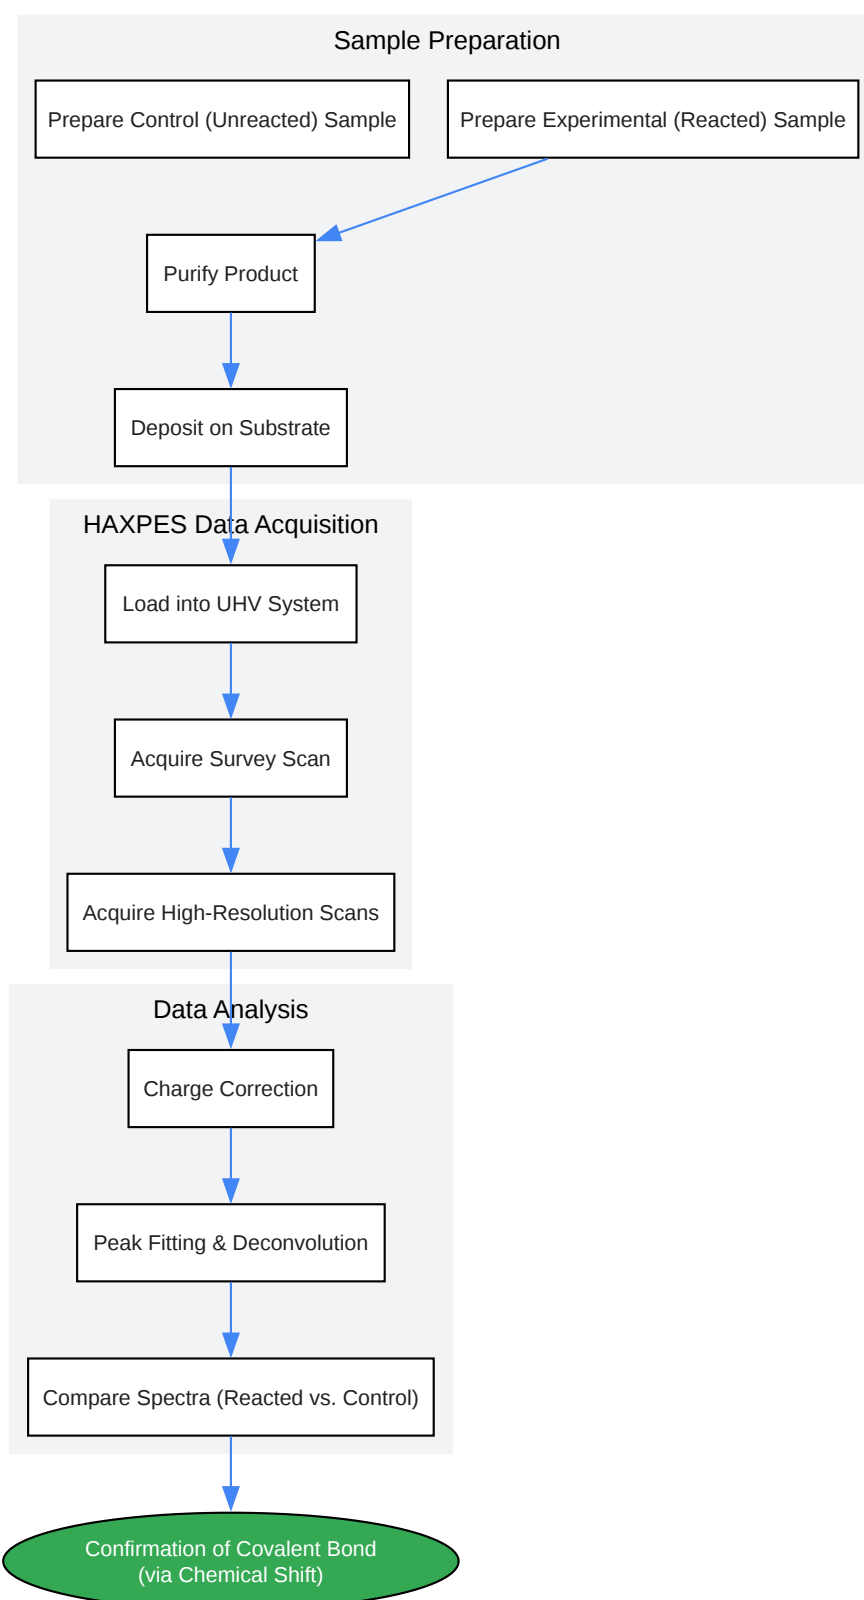 Sample Preparation
Prepare Control (Unreacted) Sample
Prepare Experimental (Reacted) Sample
Purify Product
Deposit on Substrate
HAXPES Data Acquisition
Load into UHV System
Acquire Survey Scan
Acquire High-Resolution Scans
Data Analysis
Charge Correction
Peak Fitting & Deconvolution
Compare Spectra (Reacted vs. Control)
Confirmation of Covalent Bond
(via Chemical Shift)